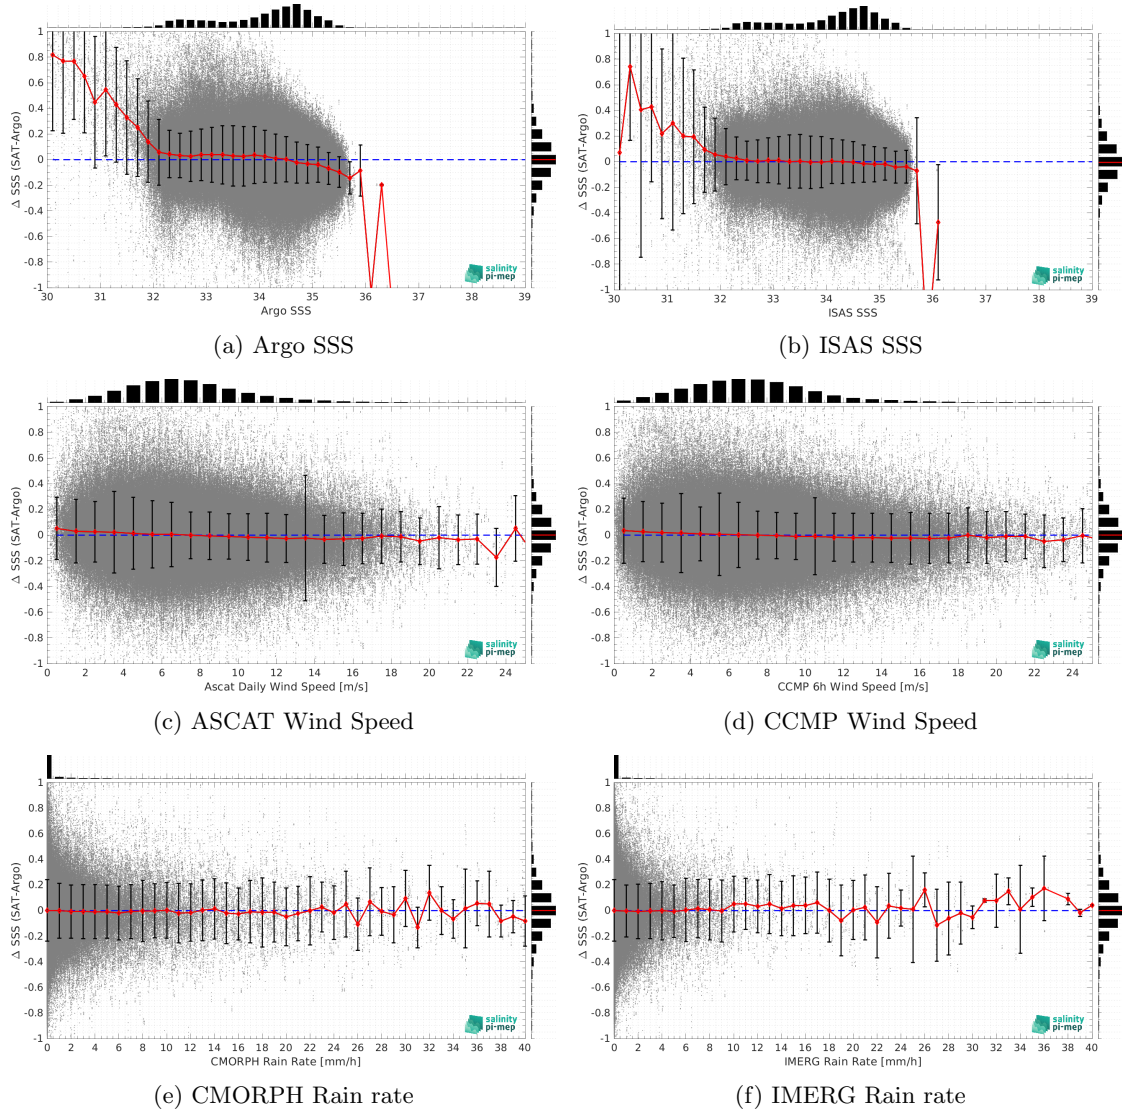 1
0.8
0.6
0.4
0.2
0
-0.2
-0.4
-0.6
-0.8
-1
Δ SSS (SAT-Argo)
30 31 32 33 34 35 36 37 38 39
Argo SSS
salinity
pi-mep
(a) Argo SSS
1
0.8
0.6
0.4
0.2
0
-0.2
-0.4
-0.6
-0.8
-1
Δ SSS (SAT-Argo)
30 31 32 33 34 35 36 37 38 39
ISAS SSS
salinity
pi-mep
(b) ISAS SSS
1
0.8
0.6
0.4
0.2
0
-0.2
-0.4
-0.6
-0.8
-1
Δ SSS (SAT-Argo)
0 2 4 6 8 10 12 14 16 18 20 22 24
Ascat Daily Wind Speed [m/s]
salinity
pi-mep
(c) ASCAT Wind Speed
1
0.8
0.6
0.4
0.2
0
-0.2
-0.4
-0.6
-0.8
-1
Δ SSS (SAT-Argo)
0 2 4 6 8 10 12 14 16 18 20 22 24
CCMP 6h Wind Speed [m/s]
salinity
pi-mep
(d) CCMP Wind Speed
1
0.8
0.6
0.4
0.2
0
-0.2
-0.4
-0.6
-0.8
-1
Δ SSS (SAT-Argo)
0 2 4 6 8 10 12 14 16 18 20 22 24 26 28 30 32 34 36 38 40
CMORPH Rain Rate [mm/h]
salinity
pi-mep
(e) CMORPH Rain rate
1
0.8
0.6
0.4
0.2
0
-0.2
-0.4
-0.6
-0.8
-1
Δ SSS (SAT-Argo)
0 2 4 6 8 10 12 14 16 18 20 22 24 26 28 30 32 34 36 38 40
IMERG Rain Rate [mm/h]
salinity
pi-mep
(f) IMERG Rain rate